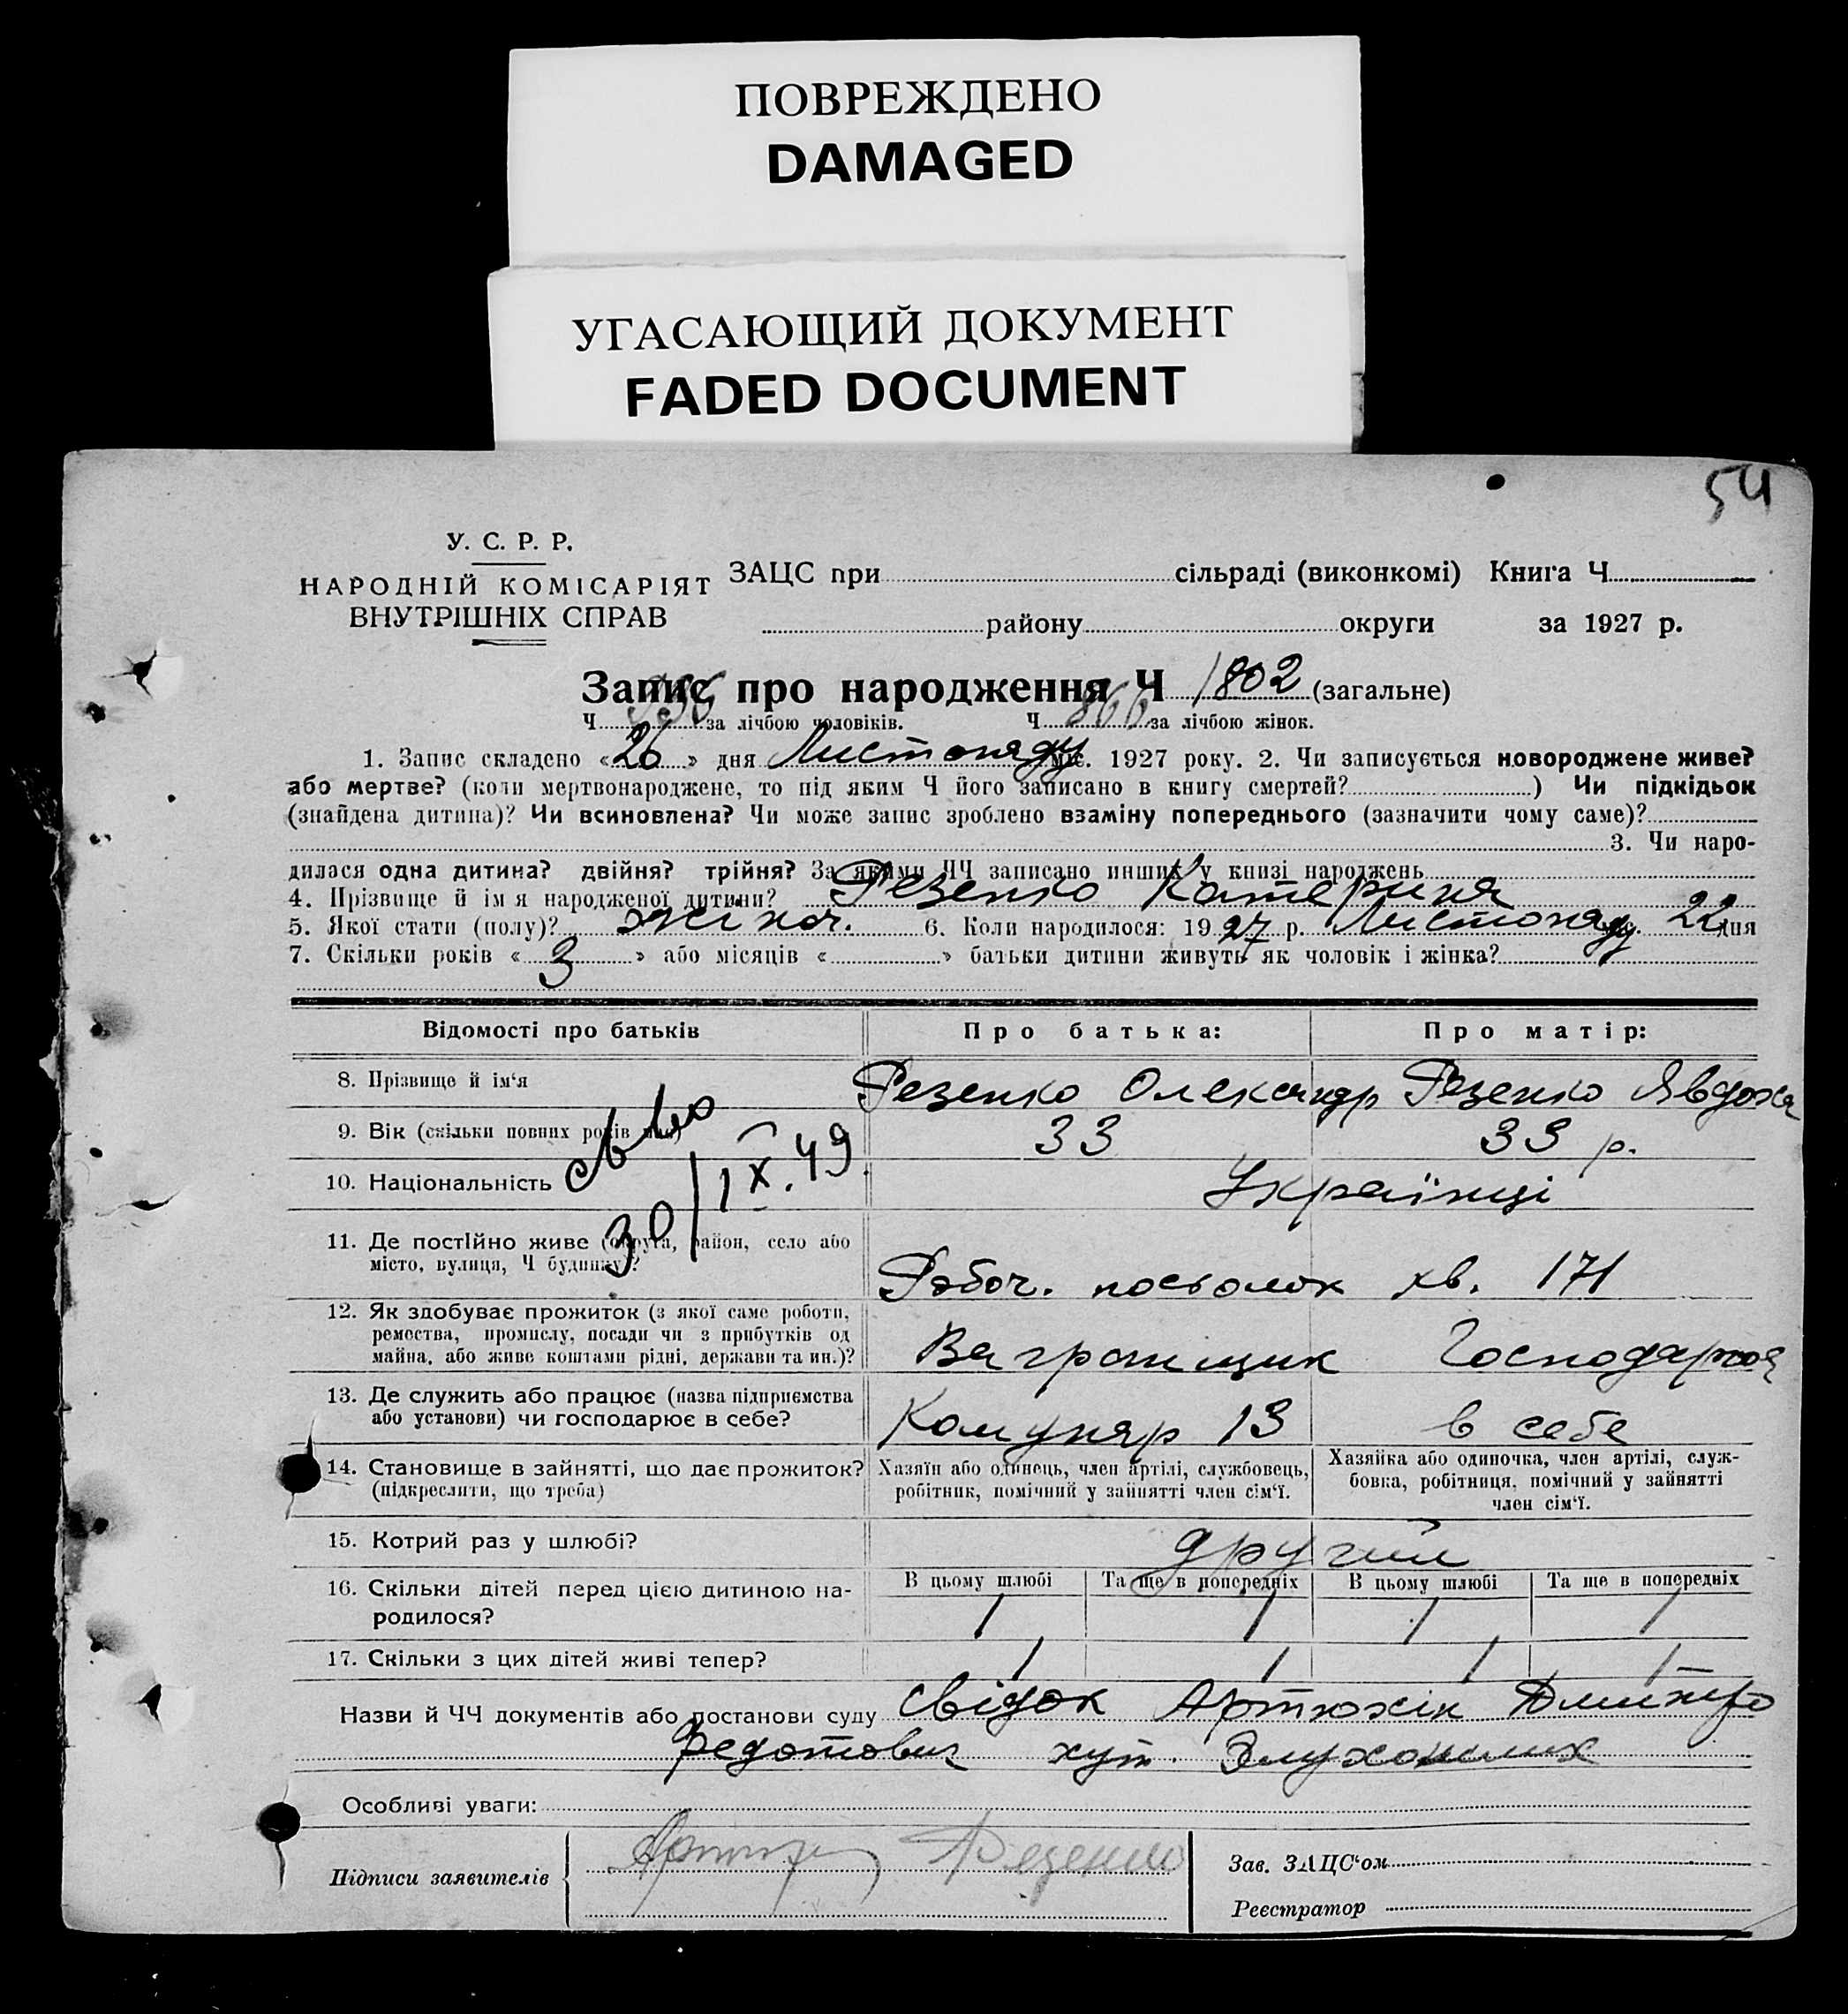 ПОВРЕЖДЕНО
DAMAGED
УГАСАЮЩИЙ ДОКУМЕНТ
FADED DOCUMENT
54
У. С. Р. Р.
НАРОДНІЙ КОМІСАРІЯТ
ВНУТРІШНІХ СПРАВ
ЗАЦС при сільраді (виконкомі) Книга Ч
району округи за 1927 р.
Запис про народження Ч 1802 (загальне)
Ч за лічбою чоловіків. Ч 866 за лічбою жінок.
1. Запис складено «26» дня Листопаду міс. 1927 року. 2. Чи записується новороджене живе?
або мертве? (коли мертвонароджене, то під яким Ч його записано в книгу смертей? ) Чи підкідьок
(знайдена дитина)? Чи всиновлена? Чи може запис зроблено взаміну попереднього (зазначити чому саме)?
3. Чи наро-
дилася одна дитина? двійня? трійня? За якими ЧЧ записано инших у книзі народжень
4. Прізвище й ім я народженої дитини? Резенко Катерина
5. Якої стати (полу)? жіноч. 6. Коли народилося: 1927 р. Листопаду 22 дня
7. Скільки років «3» або місяців « » батьки дитини живуть як чоловік і жінка?
Відомості про батьків Про батька: Про матір:
8. Прізвище й ім‘я Резенко Олександр Резенко Явдоха
9. Вік (скільки повних років має) 33 33 р.
10. Національність Українці
30/IX.49
11. Де постІйно живе (округа, район, село або
місто, вулиця, Ч будинку)? Робоч. посьолок кв. 171
12. Як здобуває прожиток (з якої саме роботи,
ремества, промислу, посади чи з прибутків од
майна, або живе коштами рідні, держави та ин.)? Вагранщик Господарка
13. Де служить або працює (назва підприємства
або установи) чи господарює в себе? Комунар 13 в себе
14. Становище в зайнятті, що дає прожиток?
(підкреслити, що треба)
Хазяїн або одинець, член артілі, службовець,
робітник, помічний у зайнятті член сім‘ї.
Хазяйка або одиночка, член артілі, служ-
бовка, робітниця, помічний у зайнятті
член сім‘ї.
15. Котрий раз у шлюбі? другий
16. Скільки дітей перед цією дитиною на-
родилося?
В цьому шлюбі Та ще в попередніх В цьому шлюбі Та ще в попередніх
1 1 1 1
17. Скільки з цих дітей живі тепер? 1 1 1 1
Назви й ЧЧ документів або постанови суду свідок Артюхін Дмитро
Федотович хут.
Особливі уваги:
Підписи заявителів Резенко
Зав. ЗАЦС‘ом
Реєстратор